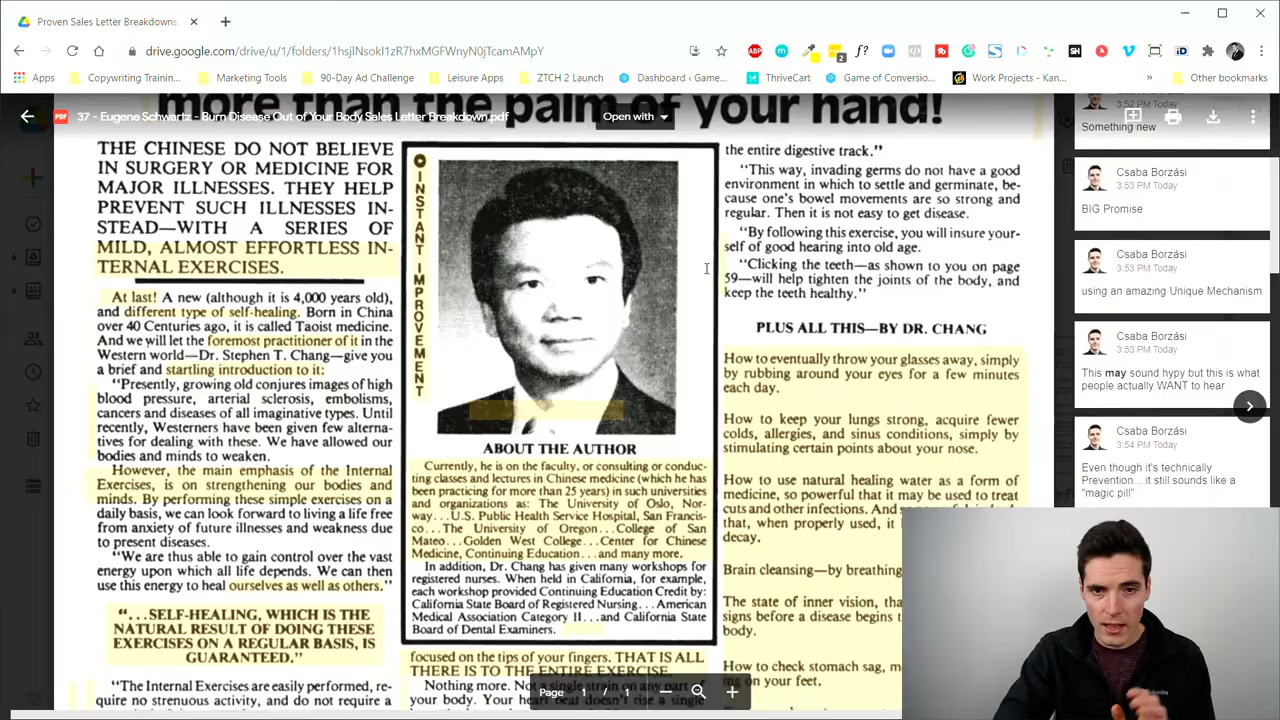 Proven Sales Letter Breakdowns
drive.google.com/drive/u/1/folders/1hsjlNsokI1zR7hxMGFWnyN0jTcamAMpY
Apps
Copywriting Trainin...
Marketing Tools
90-Day Ad Challenge
Leisure Apps
ZTCH 2 Launch
Dashboard ‹ Game...
ThriveCart
Game of Conversio...
Work Projects - Kan...
»
Other bookmarks
more than the palm of your hand!
37 - Eugene Schwartz - Burn Disease Out of Your Body Sales Letter Breakdown.pdf
Open with
THE CHINESE DO NOT BELIEVE
IN SURGERY OR MEDICINE FOR
MAJOR ILLNESSES. THEY HELP
PREVENT SUCH ILLNESSES IN-
STEAD—WITH A SERIES OF
MILD, ALMOST EFFORTLESS IN-
TERNAL EXERCISES.
At last! A new (although it is 4,000 years old),
and different type of self-healing. Born in China
over 40 Centuries ago, it is called Taoist medicine.
And we will let the foremost practitioner of it in the
Western world—Dr. Stephen T. Chang—give you
a brief and startling introduction to it:
"Presently, growing old conjures images of high
blood pressure, arterial sclerosis, embolisms,
cancers and diseases of all imaginative types. Until
recently, Westerners have been given few alterna-
tives for dealing with these. We have allowed our
bodies and minds to weaken.
However, the main emphasis of the Internal
Exercises, is on strengthening our bodies and
minds. By performing these simple exercises on a
daily basis, we can look forward to living a life free
from anxiety of future illnesses and weakness due
to present diseases.
"We are thus able to gain control over the vast
energy upon which all life depends. We can then
use this energy to heal ourselves as well as others."
"...SELF-HEALING, WHICH IS THE
NATURAL RESULT OF DOING THESE
EXERCISES ON A REGULAR BASIS, IS
GUARANTEED."
"The Internal Exercises are easily performed, re-
quire no strenuous activity, and do not require a
INSTANT IMPROVEMENT
ABOUT THE AUTHOR
Currently, he is on the faculty, or consulting or conduc-
ting classes and lectures in Chinese medicine (which he
has been practicing for more than 25 years) in such universities
and organizations as: The University of Oslo, Nor-
way...U.S. Public Health Service Hospital, San Francis-
co...The University of Oregon...College of San
Mateo...Golden West College...Center for Chinese
Medicine, Continuing Education...and many more.
In addition, Dr. Chang has given many workshops for
registered nurses. When held in California, for example,
each workshop provided Continuing Education Credit by:
California State Board of Registered Nursing...American
Medical Association Category II...and California State
Board of Dental Examiners.
focused on the tips of your fingers. THAT IS ALL
THERE IS TO THE ENTIRE EXERCISE.
Nothing more. Not a single strain on any part of
your body. Your heart beat doesn't rise a single
the entire digestive track."
"This way, invading germs do not have a good
environment in which to settle and germinate, be-
cause one's bowel movements are so strong and
regular. Then it is not easy to get disease.
"By following this exercise, you will insure your-
self of good hearing into old age.
"Clicking the teeth—as shown to you on page
59—will help tighten the joints of the body, and
keep the teeth healthy."
PLUS ALL THIS—BY DR. CHANG
How to eventually throw your glasses away, simply
by rubbing around your eyes for a few minutes
each day.
How to keep your lungs strong, acquire fewer
colds, allergies, and sinus conditions, simply by
stimulating certain points about your nose.
How to use natural healing water as a form of
medicine, so powerful that it may be used to treat
cuts and other infections. And
that, when properly used, it
decay.
Brain cleansing—by breathing
The state of inner vision,
signs before a disease begins
body.
How to check stomach sag,
on your feet.
Page 1 / 1
3:52 PM Today
Something new
Csaba Borzási
3:53 PM Today
BIG Promise
Csaba Borzási
3:53 PM Today
using an amazing Unique Mechanism
Csaba Borzási
3:53 PM Today
This may sound hypy but this is what
people actually WANT to hear
Csaba Borzási
3:54 PM Today
Even though it's technically
Prevention... it still sounds like a
"magic pill"